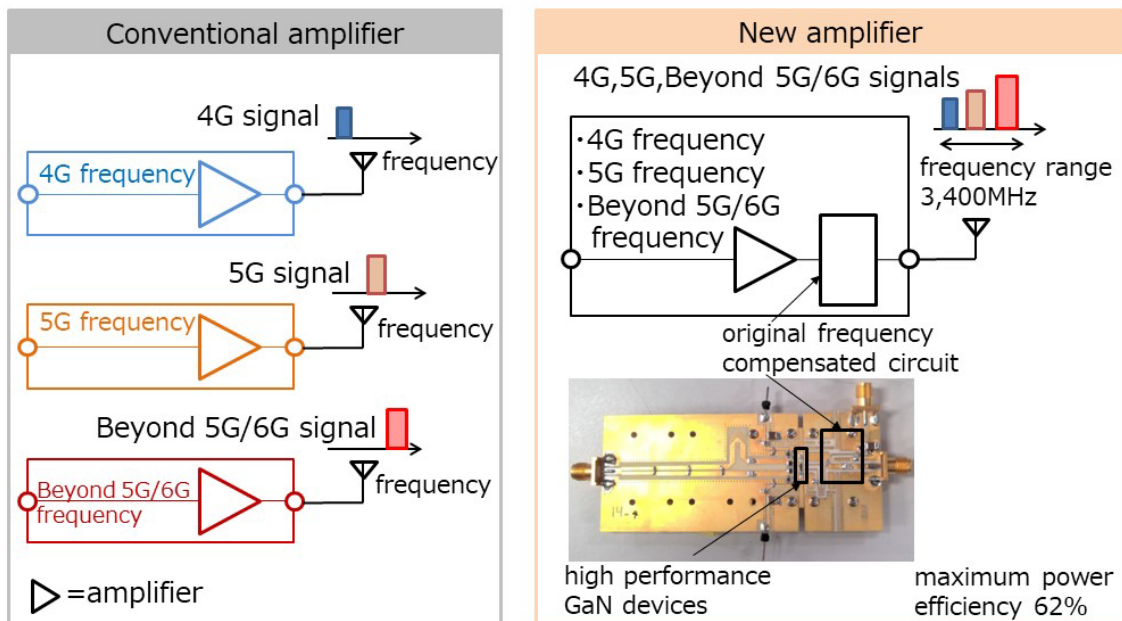 Conventional amplifier
4G signal
frequency
4G frequency
5G signal
frequency
5G frequency
Beyond 5G/6G signal
frequency
Beyond 5G/6G
frequency
=amplifier
New amplifier
4G,5G,Beyond 5G/6G signals
・4G frequency
・5G frequency
・Beyond 5G/6G
frequency
frequency range
3,400MHz
original frequency
compensated circuit
high performance
GaN devices
maximum power
efficiency 62%